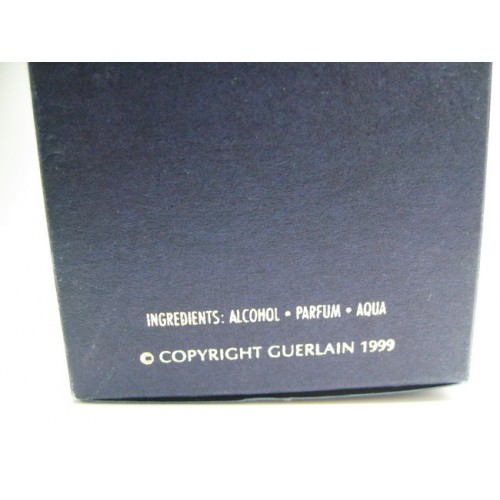 INGREDIENTS: ALCOHOL • PARFUM • AQUA
© COPYRIGHT GUERLAIN 1999